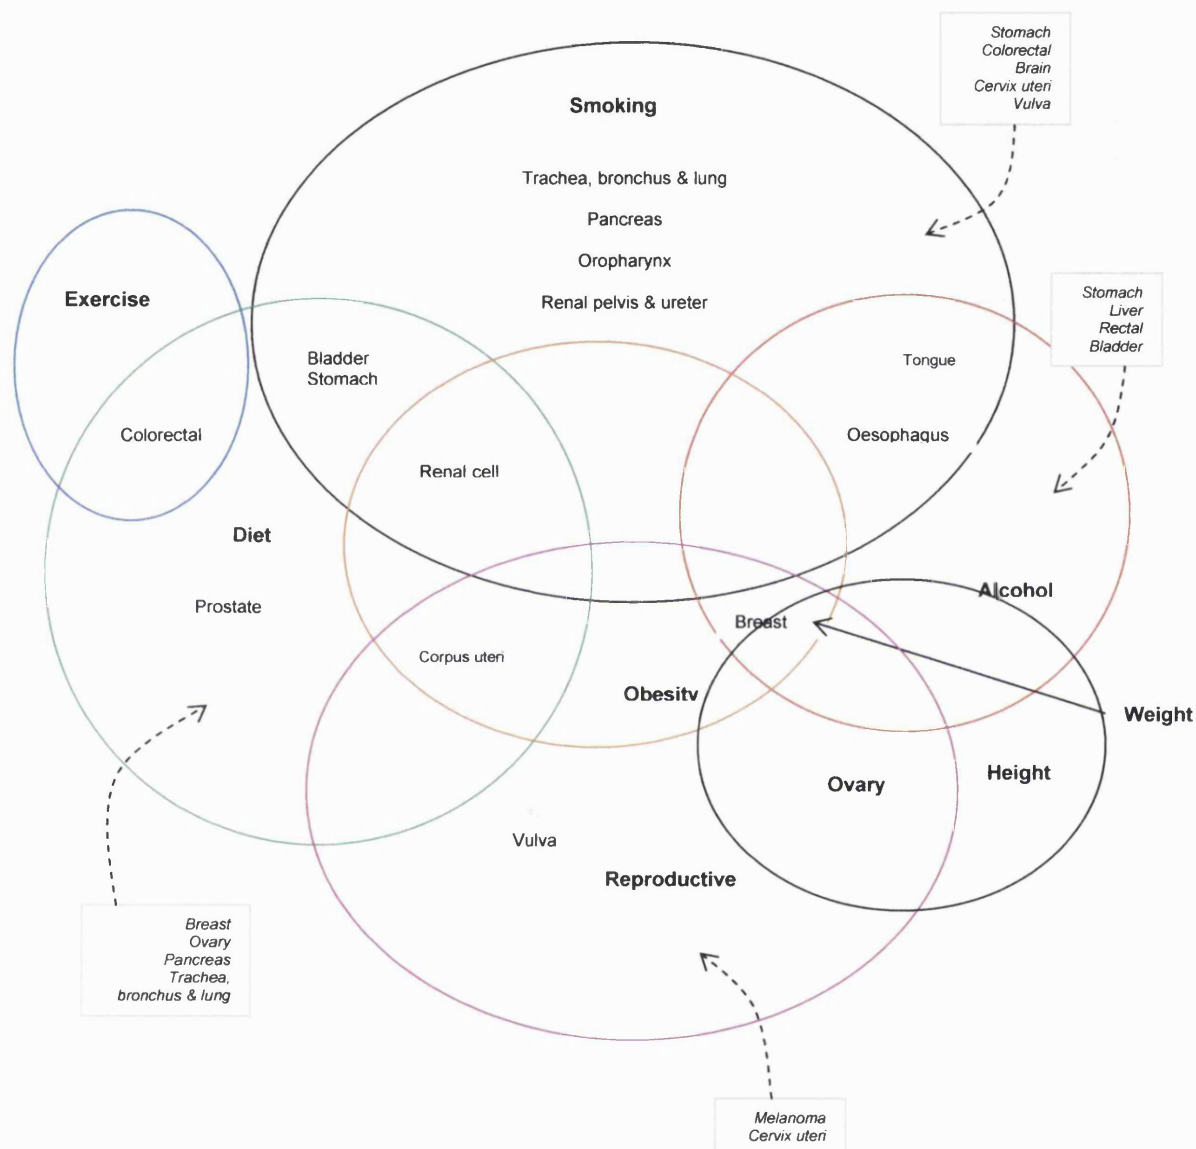 Stomach
Colorectal
Brain
Cervix uteri
Vulva
Smoking
Trachea, bronchus & lung
Pancreas
Oropharynx
Renal pelvis & ureter
Exercise
Stomach
Liver
Rectal
Bladder
Bladder
Stomach
Tongue
Colorectal
Oesophagus
Renal cell
Diet
Alcohol
Prostate
Breast
Corpus uteri
Obesity
Weight
Height
Ovary
Vulva
Reproductive
Breast
Ovary
Pancreas
Trachea,
bronchus & lung
Melanoma
Cervix uteri